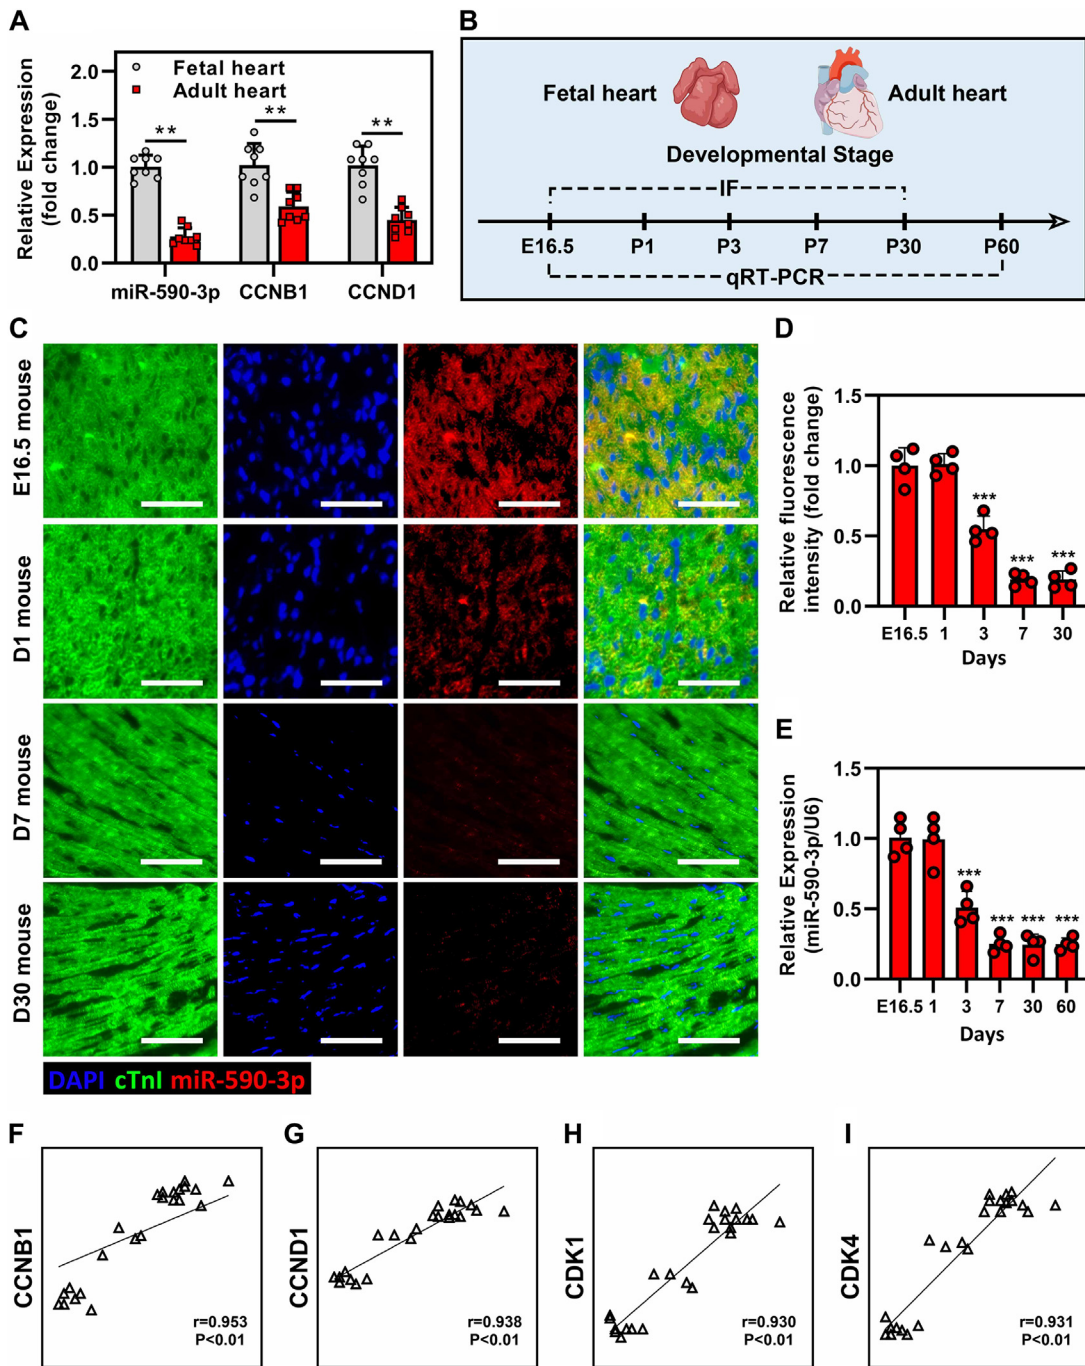 A
Relative Expression
(fold change)
2.0
1.5
1.0
0.5
0.0
Fetal heart
Adult heart
**
**
**
miR-590-3p CCNB1 CCND1
B
Fetal heart
Adult heart
Developmental Stage
IF
E16.5 P1 P3 P7 P30 P60
qRT-PCR
C
E16.5 mouse
D1 mouse
D7 mouse
D30 mouse
DAPI cTnI miR-590-3p
D
Relative fluorescence
intensity (fold change)
1.5
1.0
0.5
0.0
***
***
***
E16.5 1 3 7 30
Days
E
Relative Expression
(miR-590-3p/U6)
1.5
1.0
0.5
0.0
***
***
***
***
E16.5 1 3 7 30 60
Days
F
CCNB1
r=0.953
P<0.01
G
CCND1
r=0.938
P<0.01
H
CDK1
r=0.930
P<0.01
I
CDK4
r=0.931
P<0.01